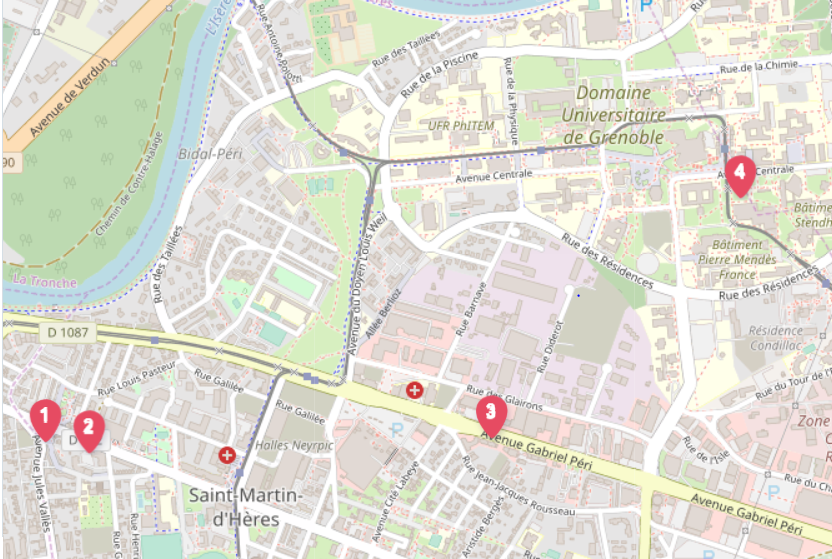 L'Isère
Rue Antoine Polotti
Rue des Taillées
Rue de la Piscine
Rue de la Physique
Rue de la Chimie
Avenue de Verdun
Domaine
Universitaire
de Grenoble
UFR PhITEM
90
Chemin de Contre-Halage
Bidal-Péri
Avenue Centrale
4
Centrale
Avenue du Doyen Louis Weil
Rue des Taillées
Rue des Résidences
Bâtiment
Pierre Mendès
France
Bâtime
Stendh
La Tronche
Allée Berlioz
Rue Barnave
Rue Diderot
Rue des Résidences
D 1087
Résidence
Condillac
Rue Louis Pasteur
Rue Galilée
Rue des Glairons
Rue du Tour de l'
1
2
3
D
Rue Galilée
Avenue Gabriel Péri
Zone
Halles Neyrpic
Rue de l'Isle
Avenue Jules Vallès
Rue Jean-Jacques Rousseau
Rue du Ch
Saint-Martin-
d'Hères
Avenue Cité Labeye
Aristide Bergès
Avenue Gabriel Péri
Rue Henri
Rue G